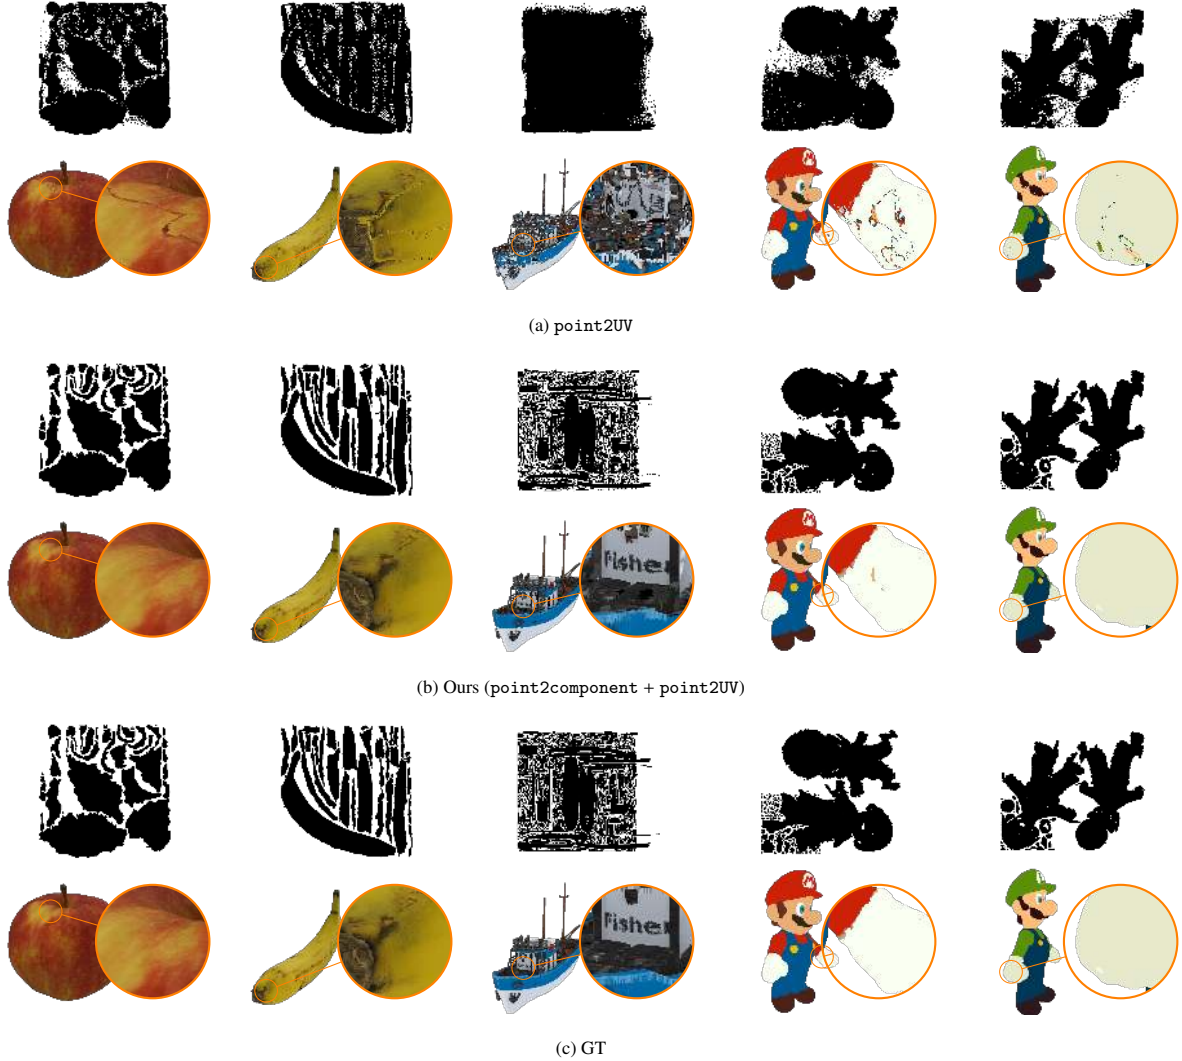 M
(a) point2UV
M
Fisher
(b) Ours (point2component + point2UV)
M
Fisher
(c) GT